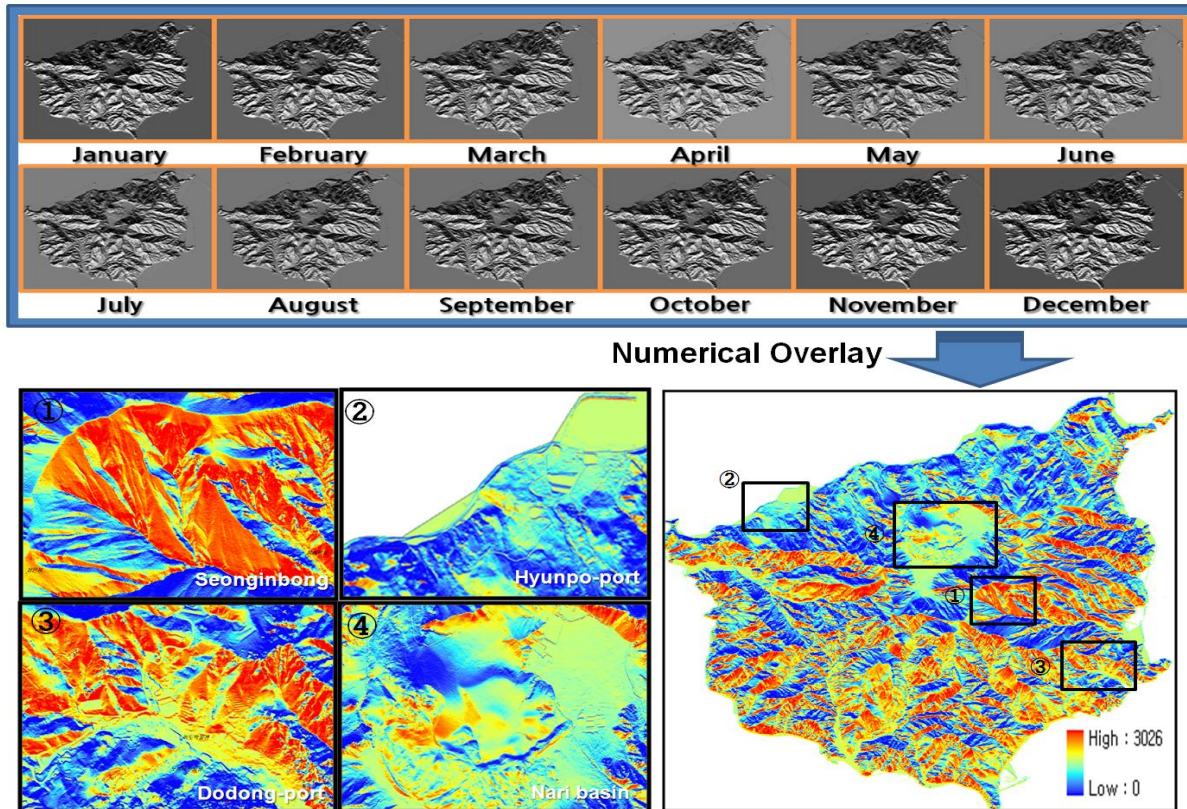 January February March April May June
July August September October November December
Numerical Overlay
① Seonginbong
② Hyunpo-port
③ Dodong-port
④ Nari basin
②
④
①
③
High : 3026
Low : 0